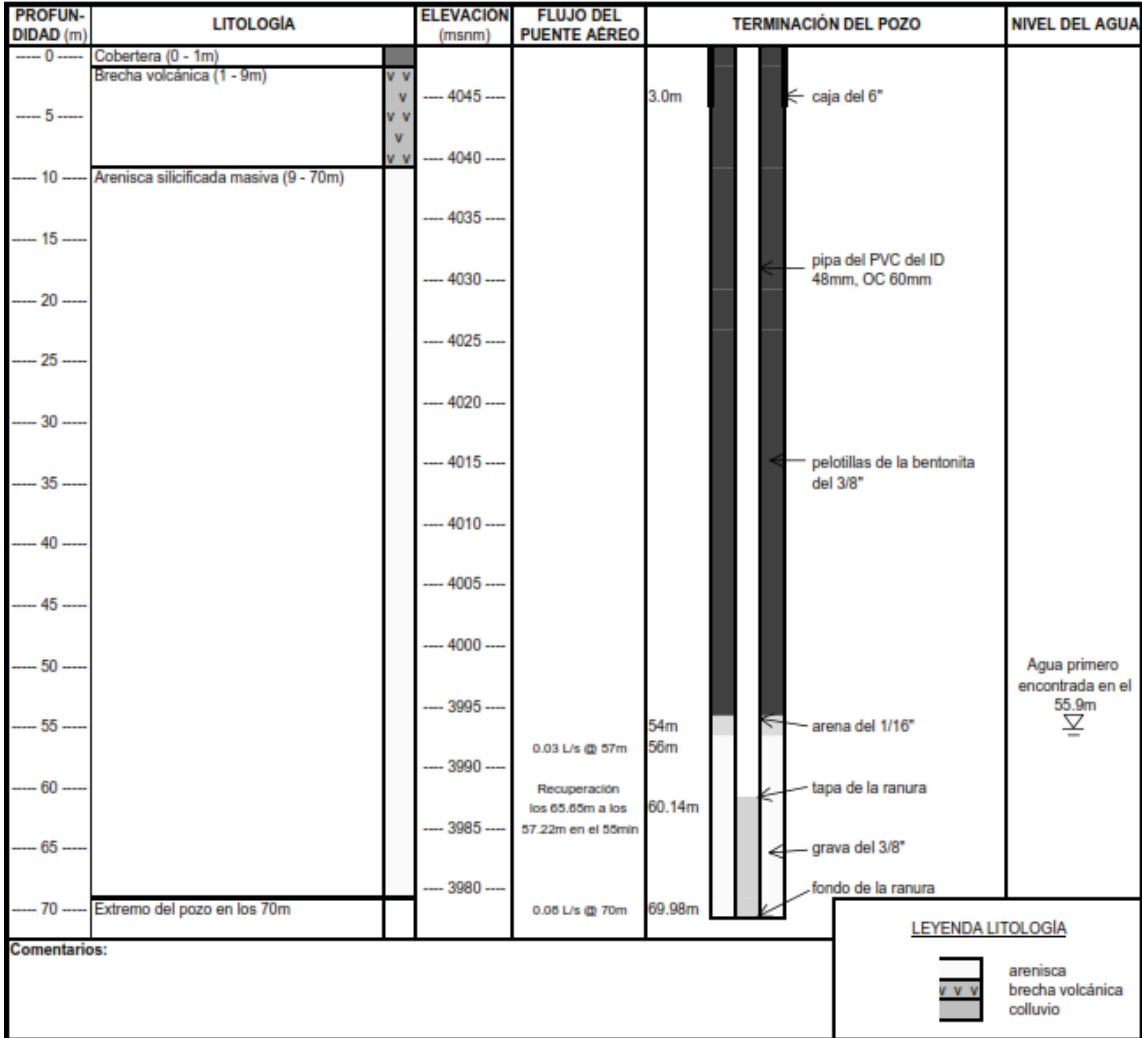 PROFUN-
DIDAD (m)
LITOLOGÍA
ELEVACIÓN
(msnm)
FLUJO DEL
PUENTE AÉREO
TERMINACIÓN DEL POZO
NIVEL DEL AGUA
----- 0 -----
Cobertera (0 - 1m)
Brecha volcánica (1 - 9m)
v v
v
v v
v
v v
---- 4045 ----
3.0m
caja del 6"
----- 5 -----
---- 4040 ----
----- 10 -----
Arenisca silicificada masiva (9 - 70m)
---- 4035 ----
----- 15 -----
pipa del PVC del ID
48mm, OC 60mm
---- 4030 ----
----- 20 -----
---- 4025 ----
----- 25 -----
---- 4020 ----
----- 30 -----
---- 4015 ----
pelotillas de la bentonita
del 3/8"
----- 35 -----
---- 4010 ----
----- 40 -----
---- 4005 ----
----- 45 -----
---- 4000 ----
----- 50 -----
Agua primero
encontrada en el
55.9m
---- 3995 ----
----- 55 -----
54m
arena del 1/16"
0.03 L/s @ 57m
56m
---- 3990 ----
----- 60 -----
Recuperación
los 65.65m a los
57.22m en el 55min
60.14m
tapa de la ranura
---- 3985 ----
----- 65 -----
grava del 3/8"
---- 3980 ----
fondo de la ranura
----- 70 -----
Extremo del pozo en los 70m
0.08 L/s @ 70m
69.98m
Comentarios:
LEYENDA LITOLOGÍA
arenisca
v v v
brecha volcánica
colluvio